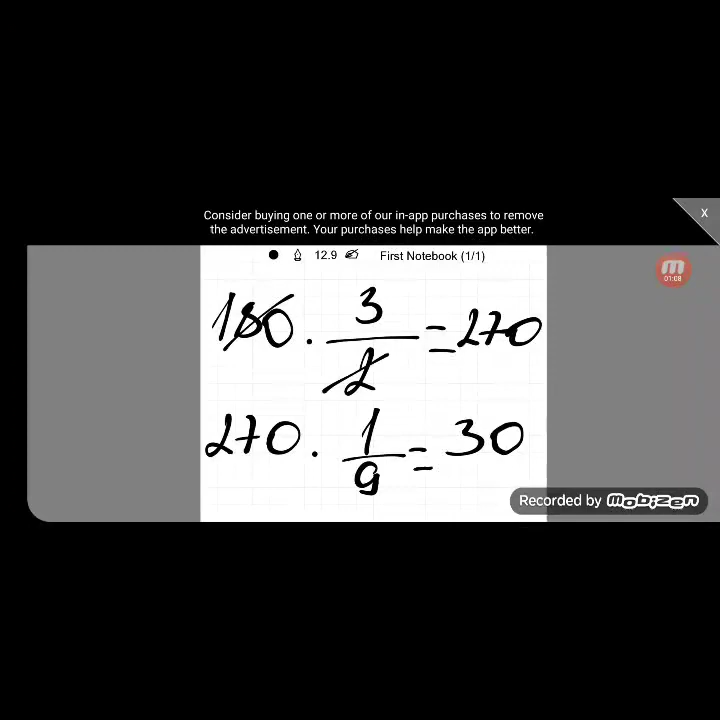 Consider buying one or more of our in-app purchases to remove
the advertisement. Your purchases help make the app better.
X
12.9 First Notebook (1/1)
01:08
180 · 3/2 = 270
270 · 1/9 = 30
Recorded by mobizen